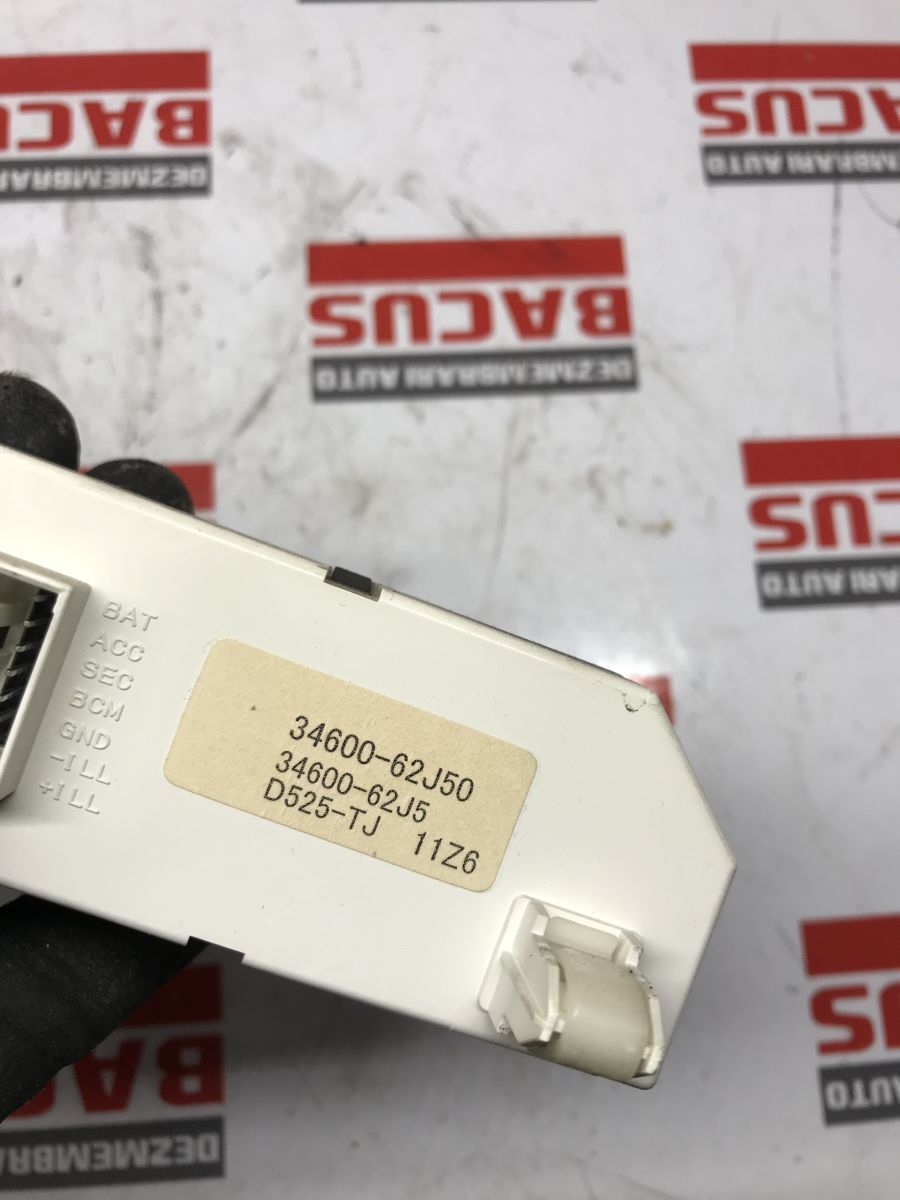 BACUS
DEZMEMBRARI AUTO
BACUS
DEZMEMBRARI AUTO
BACUS
DEZMEMBRARI AUTO
BACUS
DEZMEMBRARI AUTO
BAT
ACC
SEC
BCM
GND
-ILL
+ILL
34600-62J50
34600-62J5
D525-TJ 11Z6
BACUS
AUTO
BACUS
DEZMEMBRARI